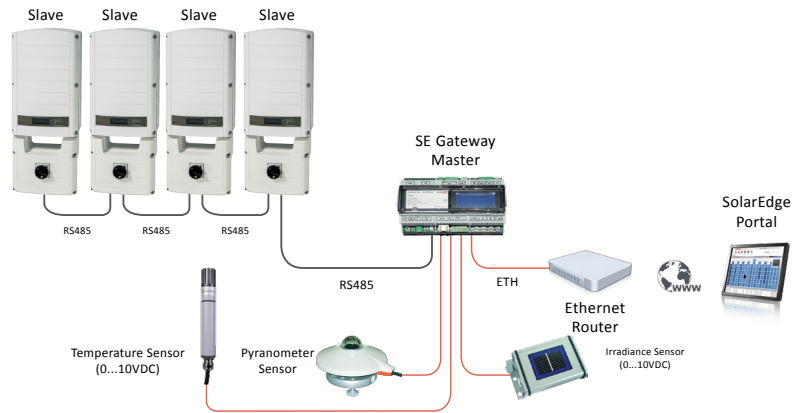 Slave Slave Slave Slave
SE Gateway
Master
SolarEdge
Portal
RS485 RS485 RS485
RS485
ETH
www
Ethernet
Router
Temperature Sensor
(0...10VDC)
Pyranometer
Sensor
Irradiance Sensor
(0...10VDC)